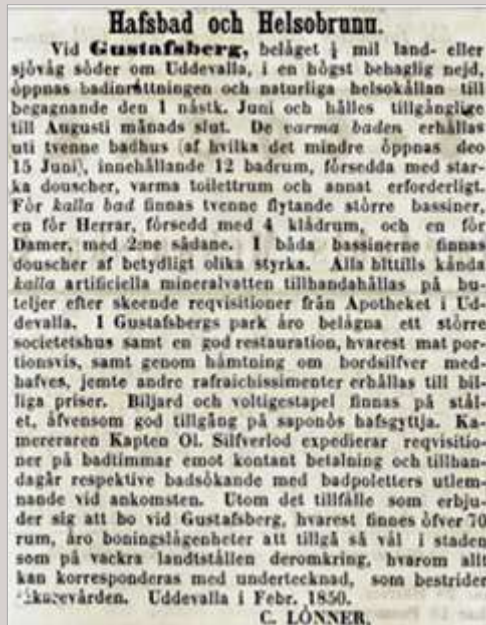 Hafsbad och Helsobrunn.
Vid Gustafsberg, beläget ¼ mil land- eller
sjöväg söder om Uddevalla, i en högst behaglig nejd,
öppnas badinrättningen och naturliga helsokällan till
begagnande den 1 nästk. Juni och hålles tillgänglige
till Augusti månads slut. De varma baden erhållas
uti tvenne badhus (af hvilka det mindre öppnas deo
15 Juni), innehållande 12 badrum, försedda med star-
ka douscher, varma toilettrum och annat erforderligt.
För kalla bad finnas tvenne flytande större bassiner,
en för Herrar, försedd med 4 klädrum, och en för
Damer, med 2:ne sådane. I båda bassinerne finnas
douscher af betydligt olika styrka. Alla hittills kända
kalla artificiella mineralvatten tillhandahållas på bu-
teljer efter skeende reqvisitioner från Apotheket i Ud-
devalla. I Gustafsbergs park äro belägna ett större
societetshus samt en god restauration, hvarest mat por-
tionsvis, samt genom hämtning om bordsilfver med-
hafves, jemte andre rafraichissimenter erhållas till bil-
liga priser. Biljard och voltigestapel finnas på stäl-
et, äfvensom god tillgång på saponös hafsgyttja. Ka-
mereraren Kapten Ol. Silfverlod expedierar reqvisitio-
ner på badtimmar emot kontant betalning och tillhan-
dagår respektive badsökande med badpoletters utlem-
nande vid ankomsten. Utom det tillfälle som erbju-
der sig att bo vid Gustafsberg, hvarest finnes öfver 70
rum, äro boningslägenheter att tillgå så väl i staden
som på vackra landtställen deromkring, hvarom allt
kan korresponderas med undertecknad, som bestrider
läkarevården. Uddevalla i Febr. 1850.
C. LÖNNER.